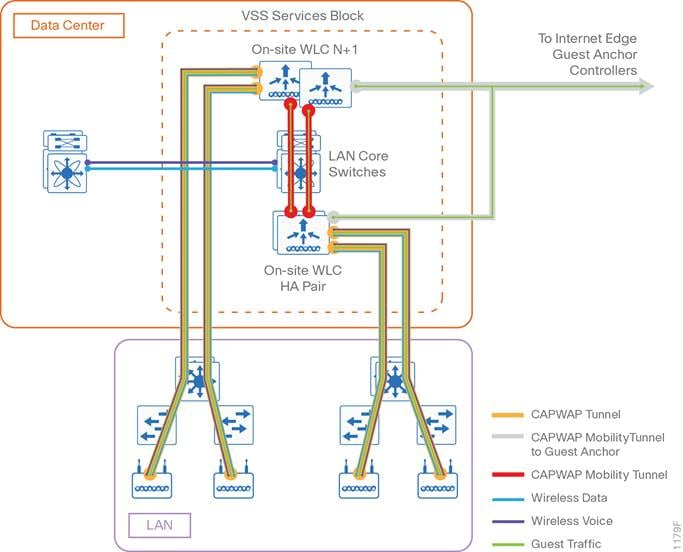 Data Center
VSS Services Block
On-site WLC N+1
To Internet Edge
Guest Anchor
Controllers
LAN Core
Switches
On-site WLC
HA Pair
CAPWAP Tunnel
CAPWAP MobilityTunnel
to Guest Anchor
CAPWAP Mobility Tunnel
Wireless Data
Wireless Voice
Guest Traffic
LAN
1179F